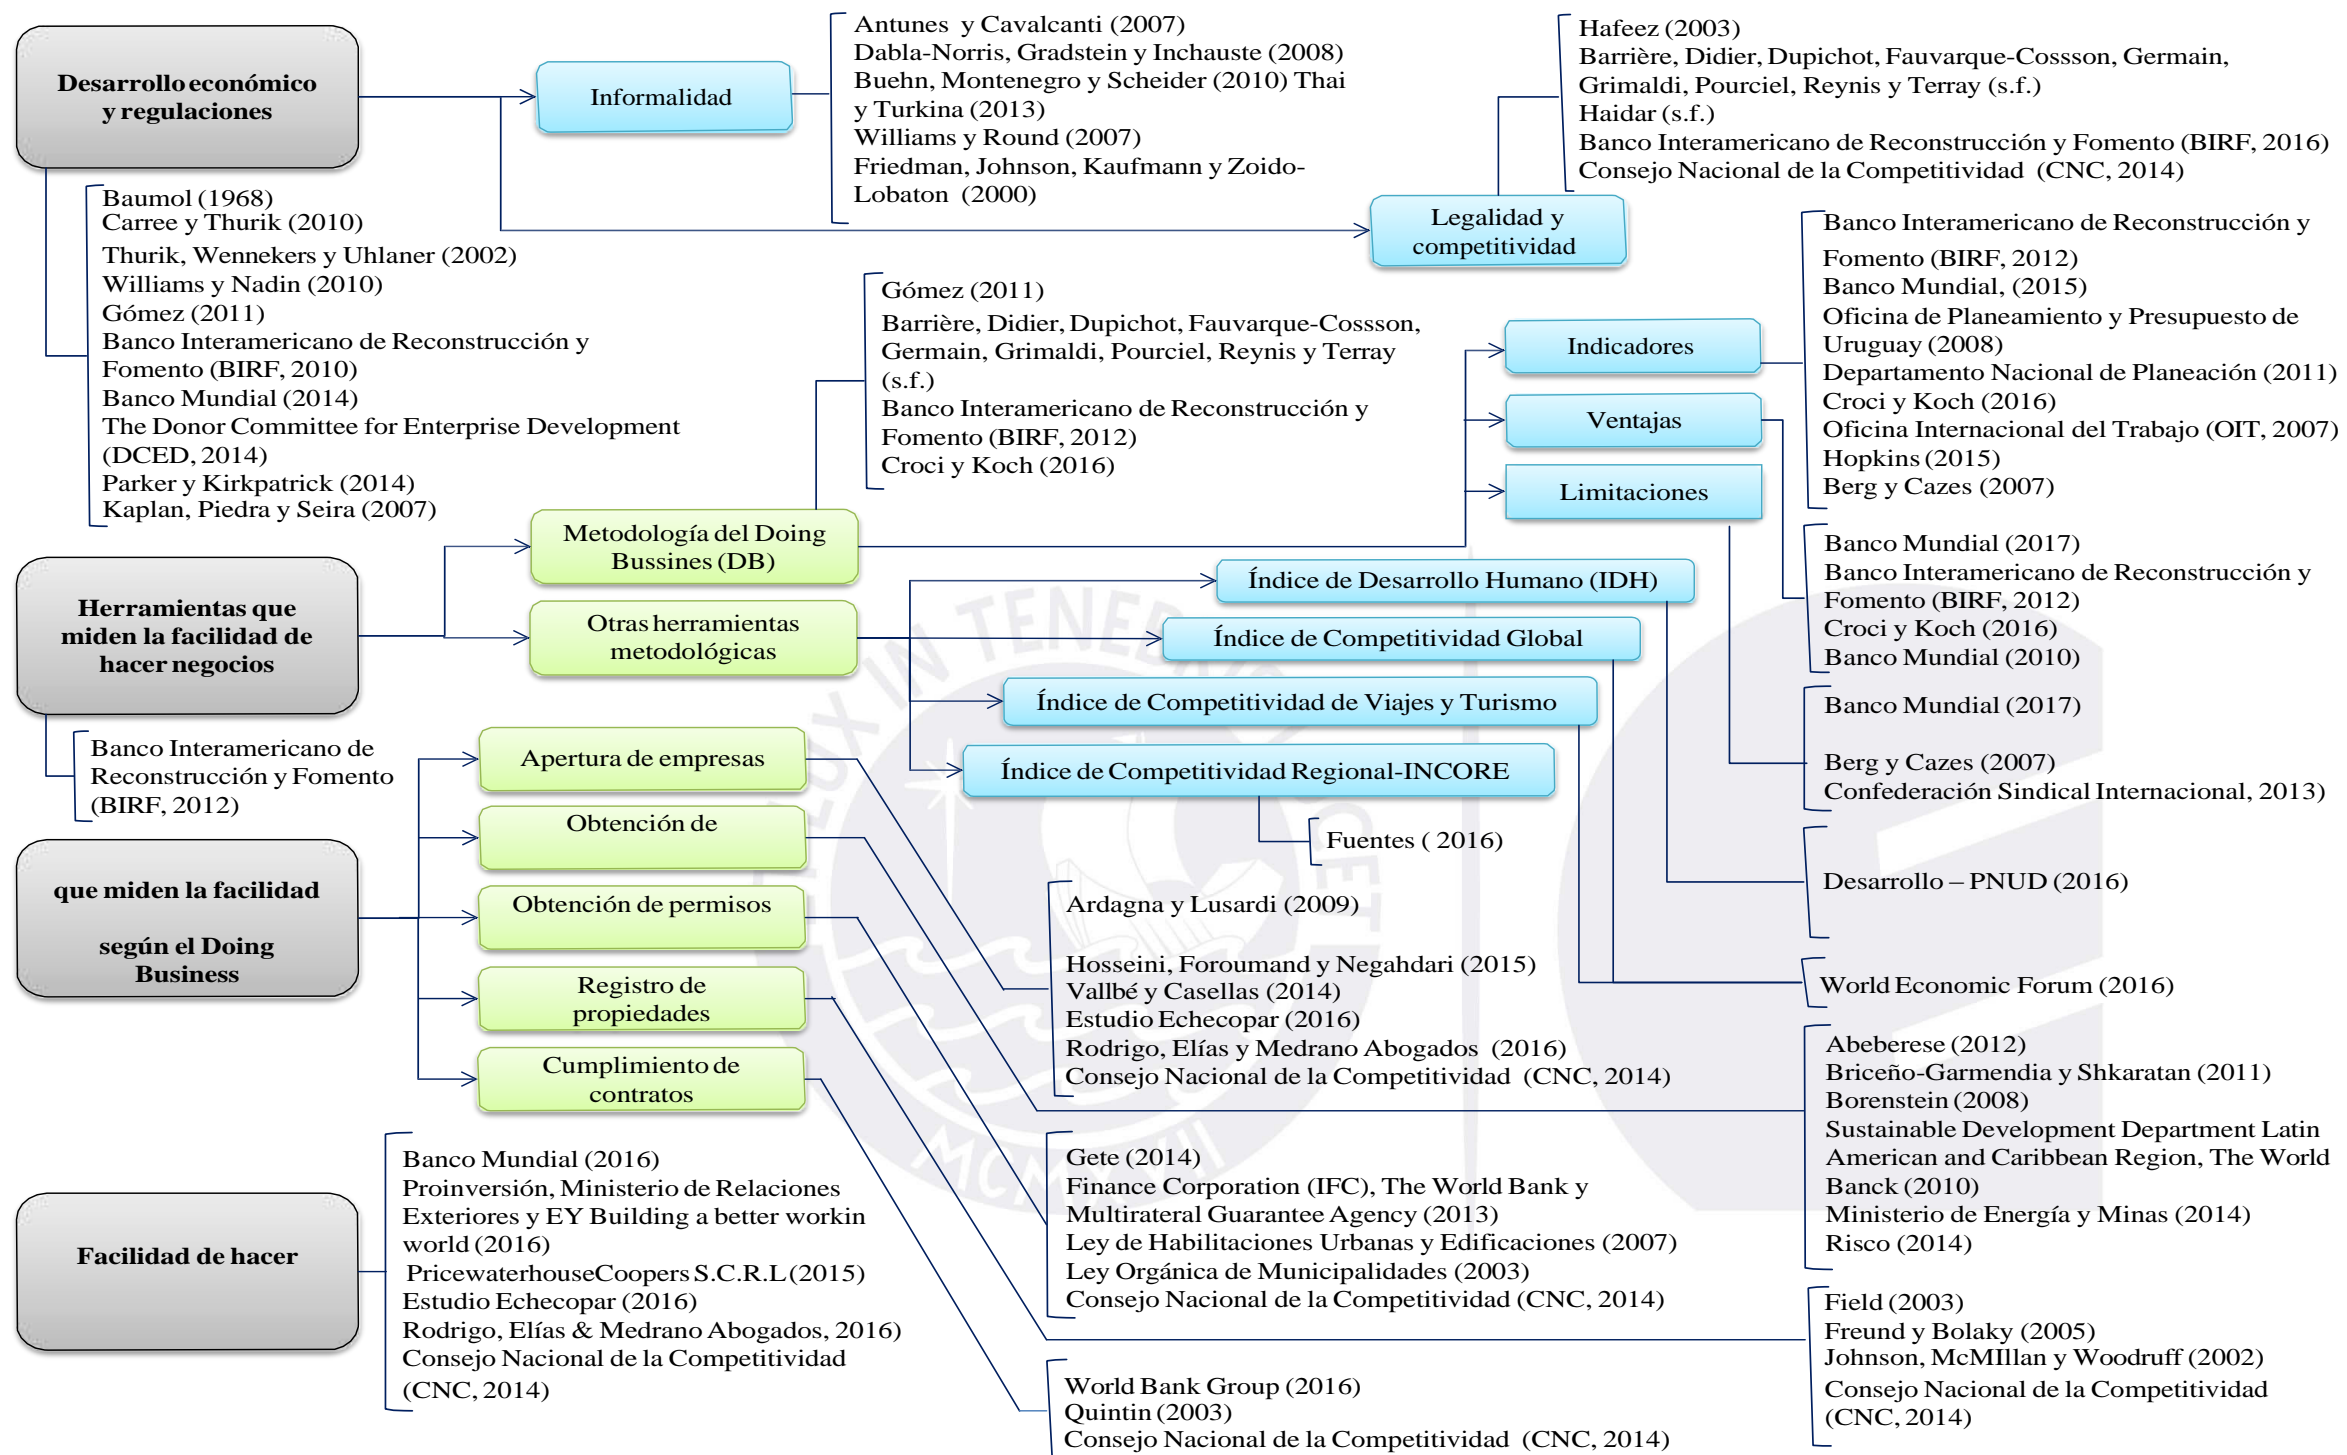 Desarrollo económico
y regulaciones
Informalidad
Antunes y Cavalcanti (2007)
Dabla-Norris, Gradstein y Inchauste (2008)
Buehn, Montenegro y Scheider (2010) Thai
y Turkina (2013)
Williams y Round (2007)
Friedman, Johnson, Kaufmann y Zoido-
Lobaton (2000)
Hafeez (2003)
Barrière, Didier, Dupichot, Fauvarque-Cossson, Germain,
Grimaldi, Pourciel, Reynis y Terray (s.f.)
Haidar (s.f.)
Banco Interamericano de Reconstrucción y Fomento (BIRF, 2016)
Consejo Nacional de la Competitividad (CNC, 2014)
Legalidad y
competitividad
Baumol (1968)
Carree y Thurik (2010)
Thurik, Wennekers y Uhlaner (2002)
Williams y Nadin (2010)
Gómez (2011)
Banco Interamericano de Reconstrucción y
Fomento (BIRF, 2010)
Banco Mundial (2014)
The Donor Committee for Enterprise Development
(DCED, 2014)
Parker y Kirkpatrick (2014)
Kaplan, Piedra y Seira (2007)
Gómez (2011)
Barrière, Didier, Dupichot, Fauvarque-Cossson,
Germain, Grimaldi, Pourciel, Reynis y Terray
(s.f.)
Banco Interamericano de Reconstrucción y
Fomento (BIRF, 2012)
Croci y Koch (2016)
Indicadores
Ventajas
Limitaciones
Banco Interamericano de Reconstrucción y
Fomento (BIRF, 2012)
Banco Mundial, (2015)
Oficina de Planeamiento y Presupuesto de
Uruguay (2008)
Departamento Nacional de Planeación (2011)
Croci y Koch (2016)
Oficina Internacional del Trabajo (OIT, 2007)
Hopkins (2015)
Berg y Cazes (2007)
Herramientas que
miden la facilidad de
hacer negocios
Metodología del Doing
Bussines (DB)
Otras herramientas
metodológicas
Índice de Desarrollo Humano (IDH)
Índice de Competitividad Global
Índice de Competitividad de Viajes y Turismo
Índice de Competitividad Regional-INCORE
Fuentes ( 2016)
Banco Mundial (2017)
Banco Interamericano de Reconstrucción y
Fomento (BIRF, 2012)
Croci y Koch (2016)
Banco Mundial (2010)
Banco Mundial (2017)
Berg y Cazes (2007)
Confederación Sindical Internacional, 2013)
Desarrollo – PNUD (2016)
World Economic Forum (2016)
Banco Interamericano de
Reconstrucción y Fomento
(BIRF, 2012)
que miden la facilidad
según el Doing
Business
Apertura de empresas
Obtención de
Obtención de permisos
Registro de
propiedades
Cumplimiento de
contratos
Ardagna y Lusardi (2009)
Hosseini, Foroumand y Negahdari (2015)
Vallbé y Casellas (2014)
Estudio Echecopar (2016)
Rodrigo, Elías y Medrano Abogados (2016)
Consejo Nacional de la Competitividad (CNC, 2014)
Abeberese (2012)
Briceño-Garmendia y Shkaratan (2011)
Borenstein (2008)
Sustainable Development Department Latin
American and Caribbean Region, The World
Banck (2010)
Ministerio de Energía y Minas (2014)
Risco (2014)
Gete (2014)
Finance Corporation (IFC), The World Bank y
Multirateral Guarantee Agency (2013)
Ley de Habilitaciones Urbanas y Edificaciones (2007)
Ley Orgánica de Municipalidades (2003)
Consejo Nacional de la Competitividad (CNC, 2014)
Field (2003)
Freund y Bolaky (2005)
Johnson, McMIllan y Woodruff (2002)
Consejo Nacional de la Competitividad
(CNC, 2014)
World Bank Group (2016)
Quintin (2003)
Consejo Nacional de la Competitividad (CNC, 2014)
Facilidad de hacer
Banco Mundial (2016)
Proinversión, Ministerio de Relaciones
Exteriores y EY Building a better workin
world (2016)
PricewaterhouseCoopers S.C.R.L (2015)
Estudio Echecopar (2016)
Rodrigo, Elías & Medrano Abogados, 2016)
Consejo Nacional de la Competitividad
(CNC, 2014)